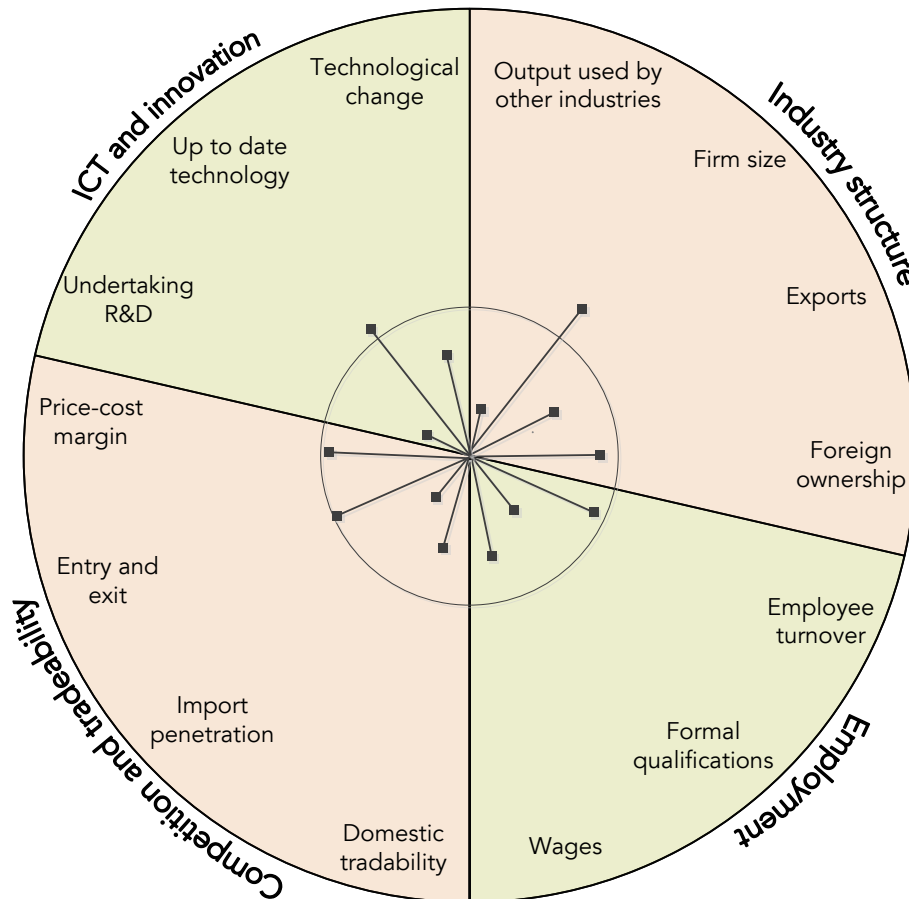 ICT and innovation
Technological
change
Up to date
technology
Undertaking
R&D
Industry structure
Output used by
other industries
Firm size
Exports
Foreign
ownership
Competition and tradeability
Price-cost
margin
Entry and
exit
Import
penetration
Domestic
tradability
Employment
Employee
turnover
Formal
qualifications
Wages